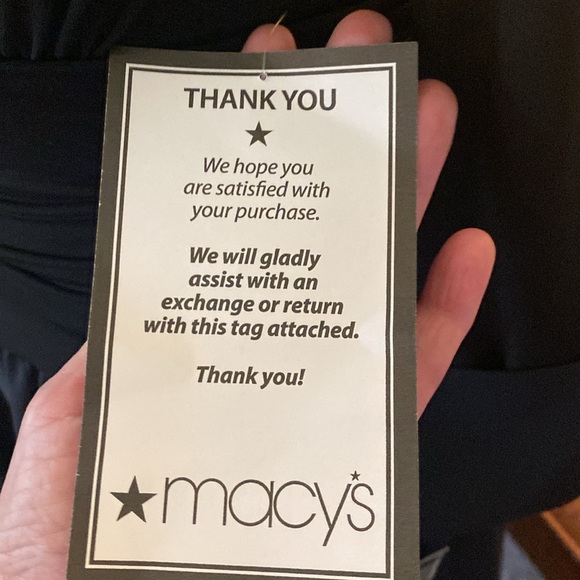 THANK YOU
We hope you
are satisfied with
your purchase.
We will gladly
assist with an
exchange or return
with this tag attached.
Thank you!
macy's